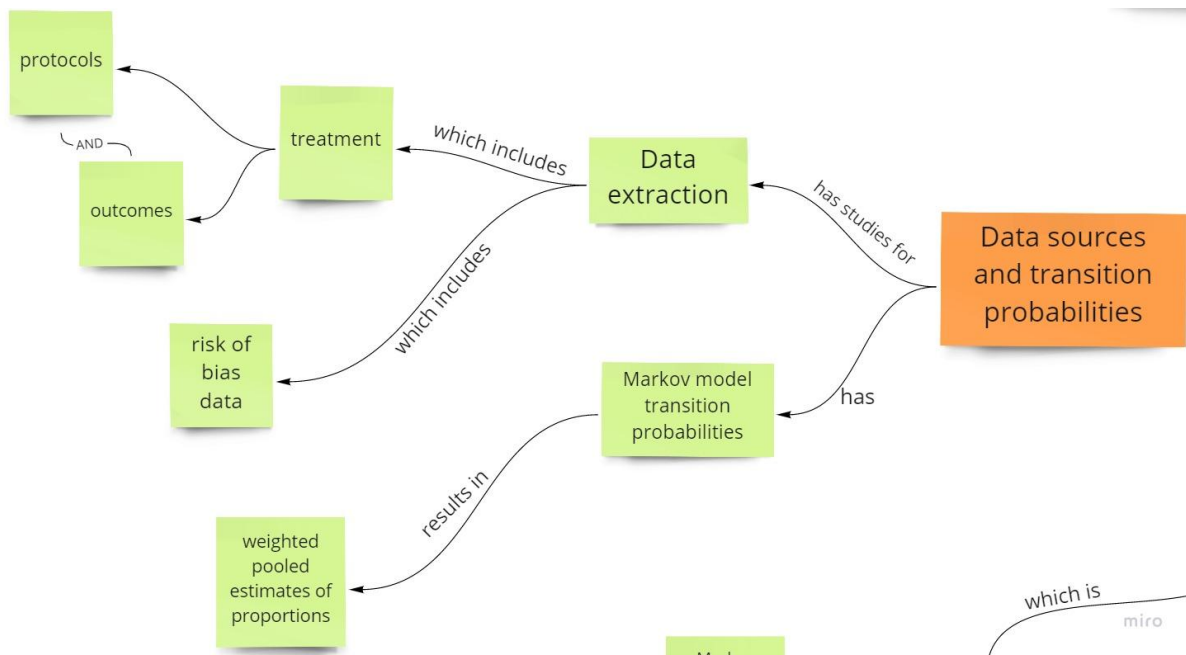 protocols
AND
outcomes
treatment
which includes
Data
extraction
has studies for
Data sources
and transition
probabilities
which includes
risk of
bias
data
Markov model
transition
probabilities
has
results in
weighted
pooled
estimates of
proportions
which is
miro